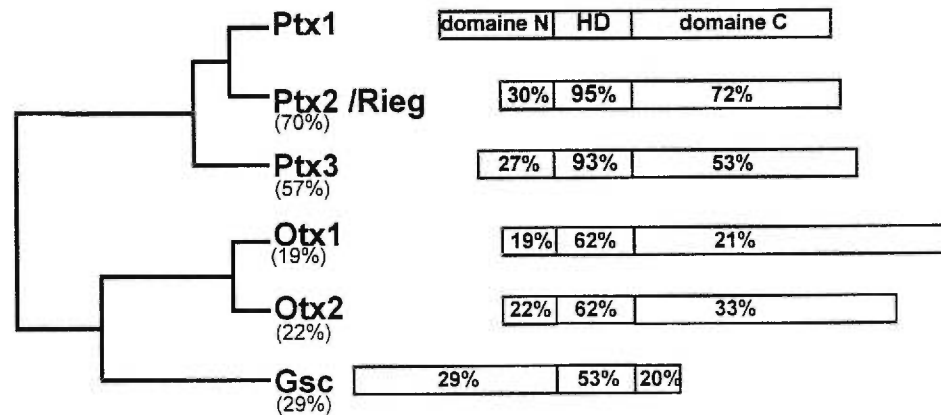 Ptx1 domaine N HD domaine C
Ptx2 /Rieg 30% 95% 72%
(70%)
Ptx3 27% 93% 53%
(57%)
Otx1 19% 62% 21%
(19%)
Otx2 22% 62% 33%
(22%)
Gsc 29% 53% 20%
(29%)